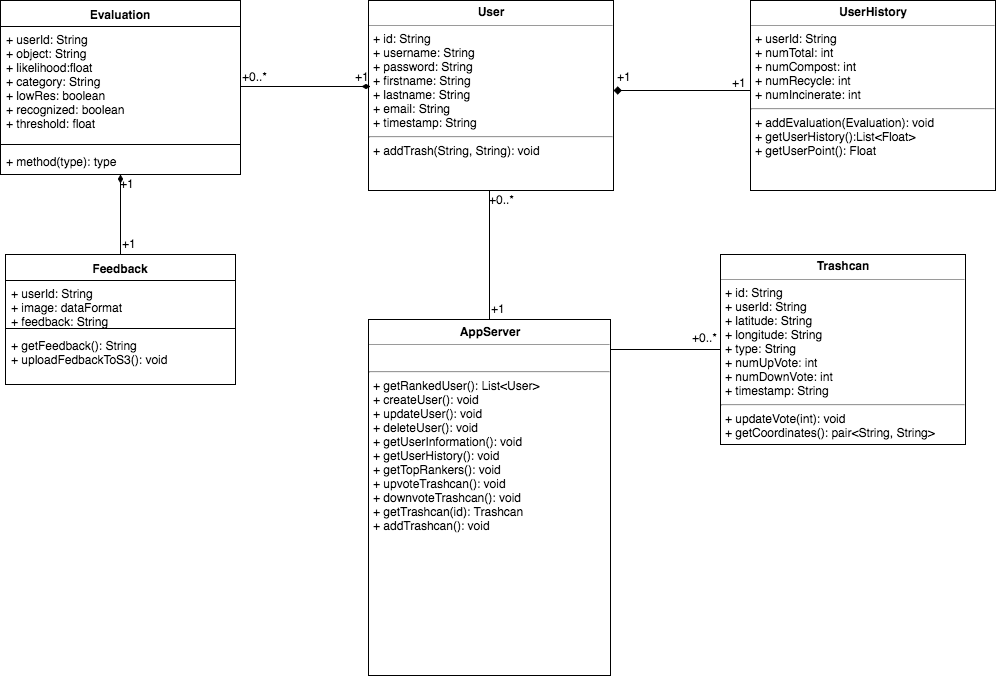 Evaluation
+ userId: String
+ object: String
+ likelihood:float
+ category: String
+ lowRes: boolean
+ recognized: boolean
+ threshold: float
+ method(type): type
+0..*
+1
User
+ id: String
+ username: String
+ password: String
+ firstname: String
+ lastname: String
+ email: String
+ timestamp: String
+ addTrash(String, String): void
+1
+1
UserHistory
+ userId: String
+ numTotal: int
+ numCompost: int
+ numRecycle: int
+ numIncinerate: int
+ addEvaluation(Evaluation): void
+ getUserHistory():List<Float>
+ getUserPoint(): Float
+1
+1
Feedback
+ userId: String
+ image: dataFormat
+ feedback: String
+ getFeedback(): String
+ uploadFedbackToS3(): void
+0..*
+1
AppServer
+ getRankedUser(): List<User>
+ createUser(): void
+ updateUser(): void
+ deleteUser(): void
+ getUserInformation(): void
+ getUserHistory(): void
+ getTopRankers(): void
+ upvoteTrashcan(): void
+ downvoteTrashcan(): void
+ getTrashcan(id): Trashcan
+ addTrashcan(): void
+0..*
Trashcan
+ id: String
+ userId: String
+ latitude: String
+ longitude: String
+ type: String
+ numUpVote: int
+ numDownVote: int
+ timestamp: String
+ updateVote(int): void
+ getCoordinates(): pair<String, String>